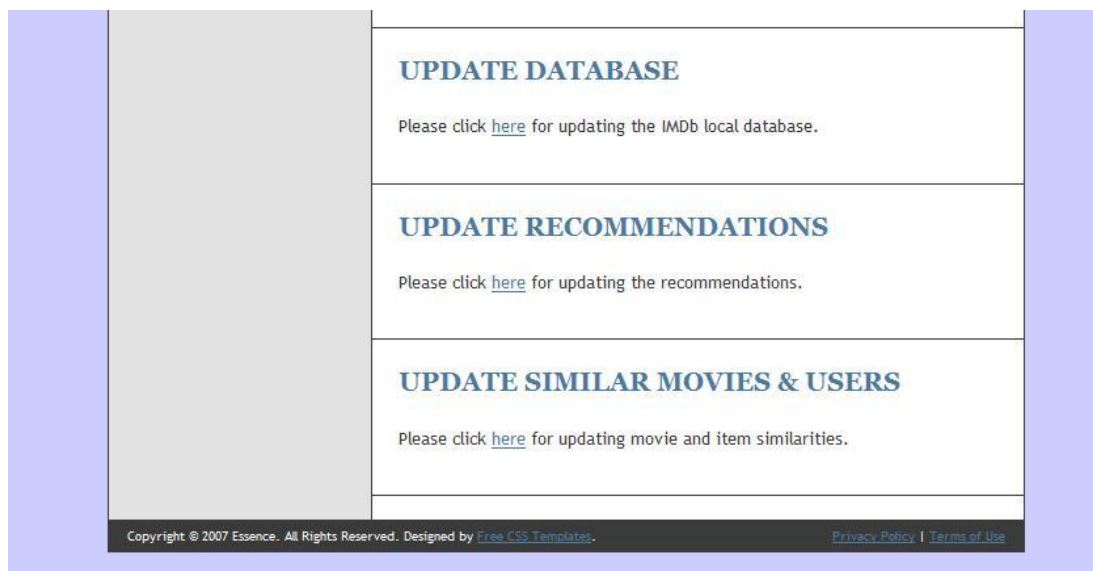 UPDATE DATABASE
Please click here for updating the IMDb local database.
UPDATE RECOMMENDATIONS
Please click here for updating the recommendations.
UPDATE SIMILAR MOVIES & USERS
Please click here for updating movie and item similarities.
Copyright © 2007 Essence. All Rights Reserved. Designed by Free CSS Templates. Privacy Policy | Terms of Use